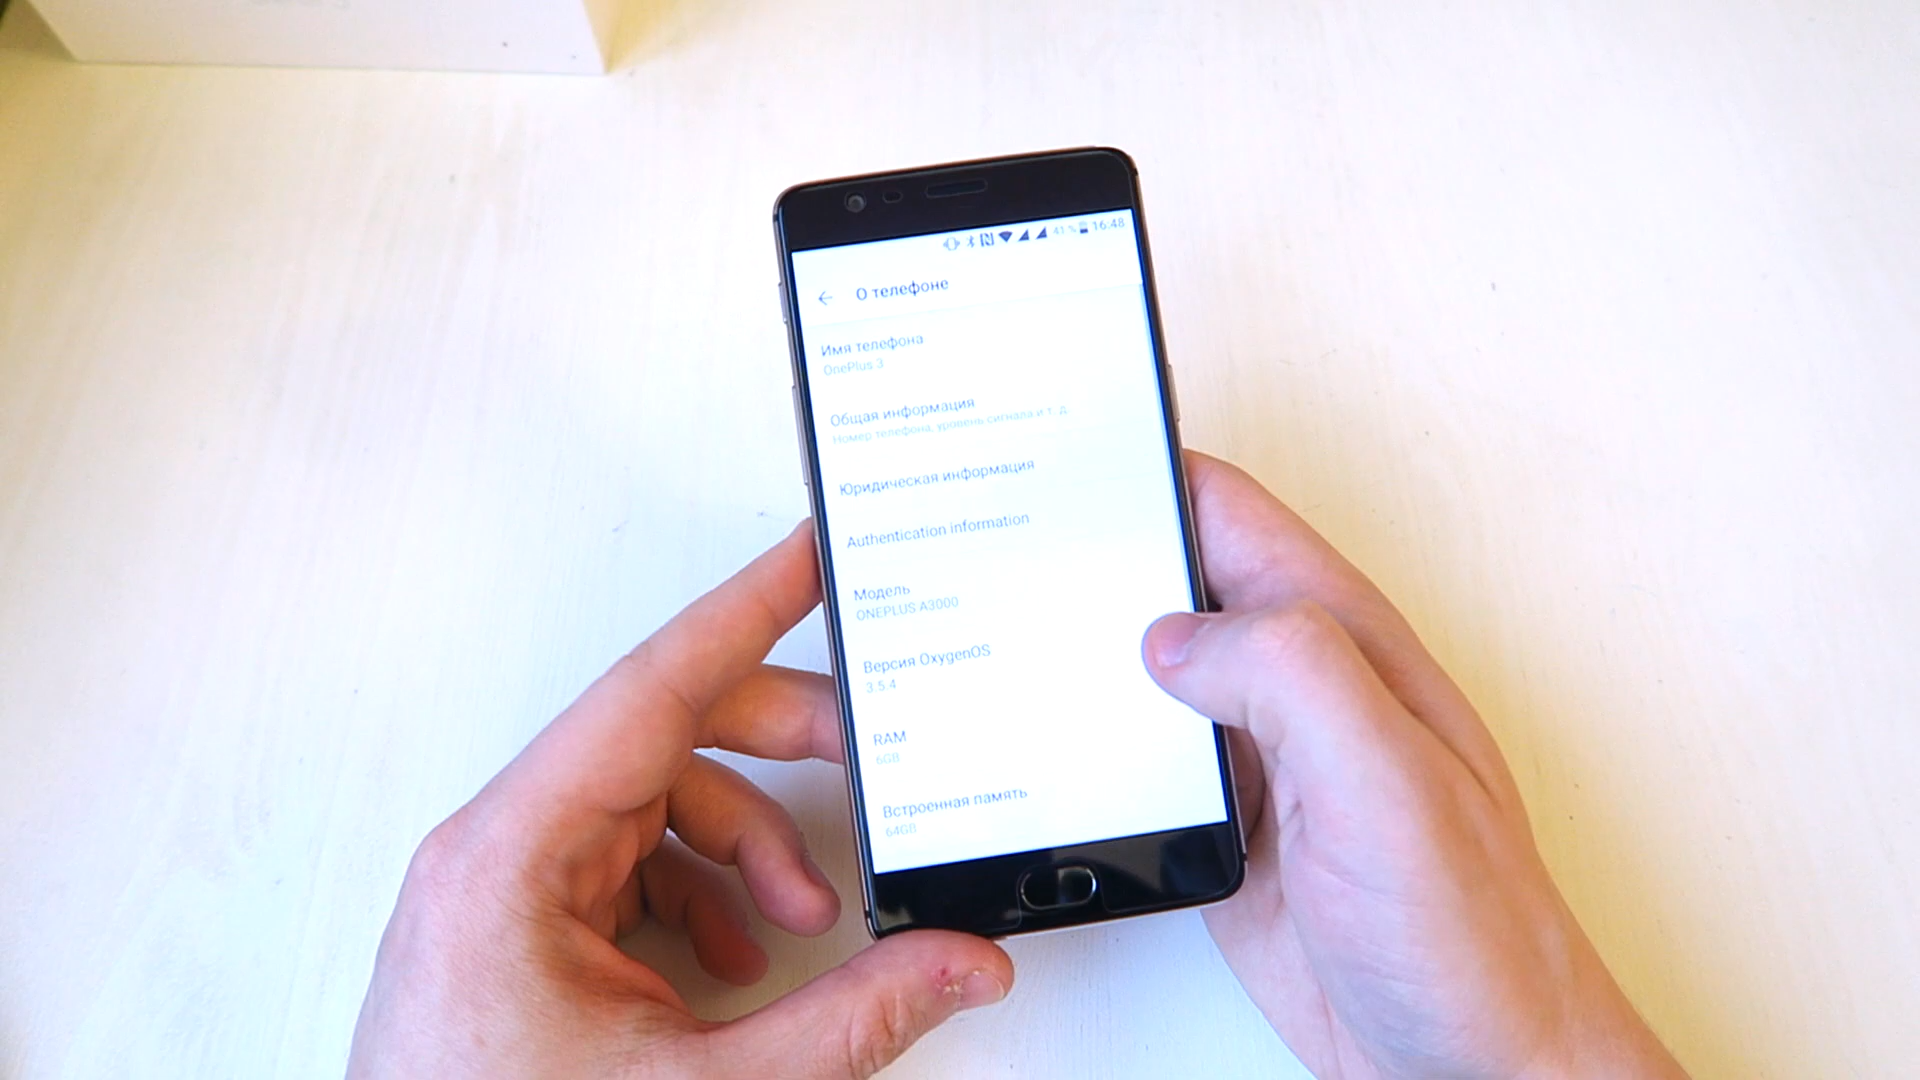 41 % 16:48
О телефоне
Имя телефона
OnePlus 3
Общая информация
Номер телефона, уровень сигнала и т. д.
Юридическая информация
Authentication information
Модель
ONEPLUS A3000
Версия OxygenOS
3.5.4
RAM
6GB
Встроенная память
64GB